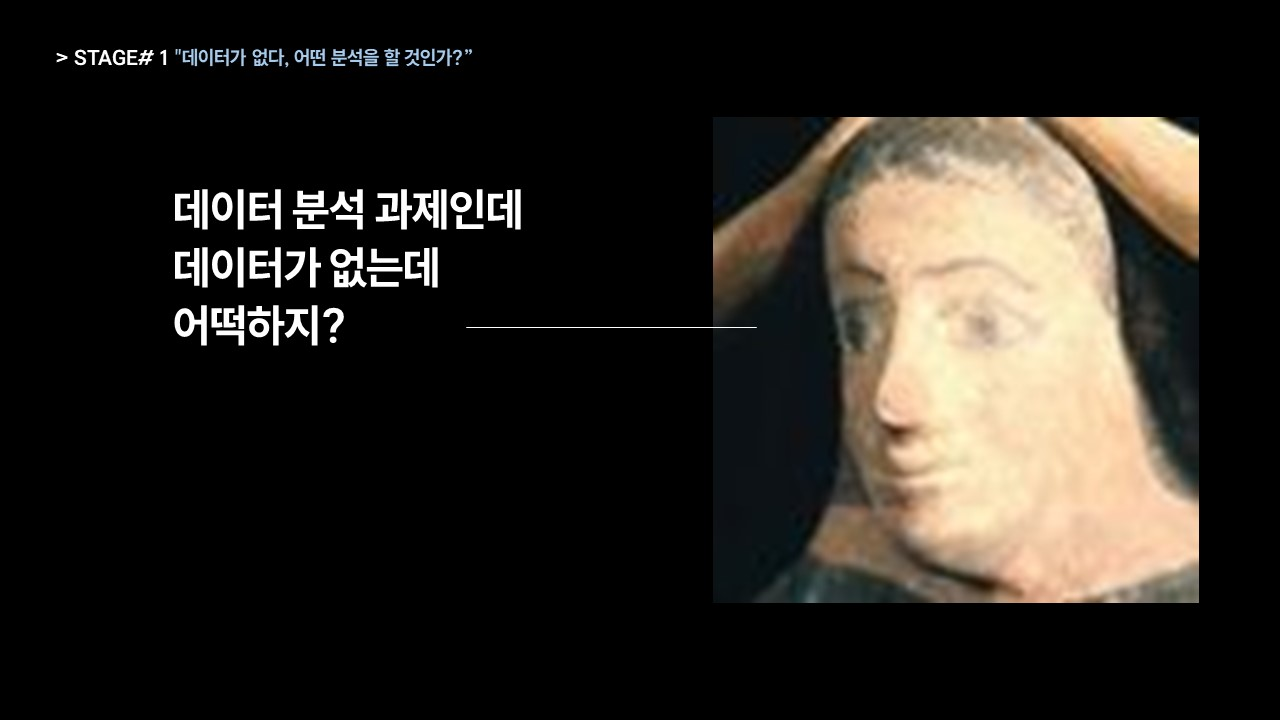 > STAGE# 1 "데이터가 없다, 어떤 분석을 할 것인가?”
데이터 분석 과제인데
데이터가 없는데
어떡하지?